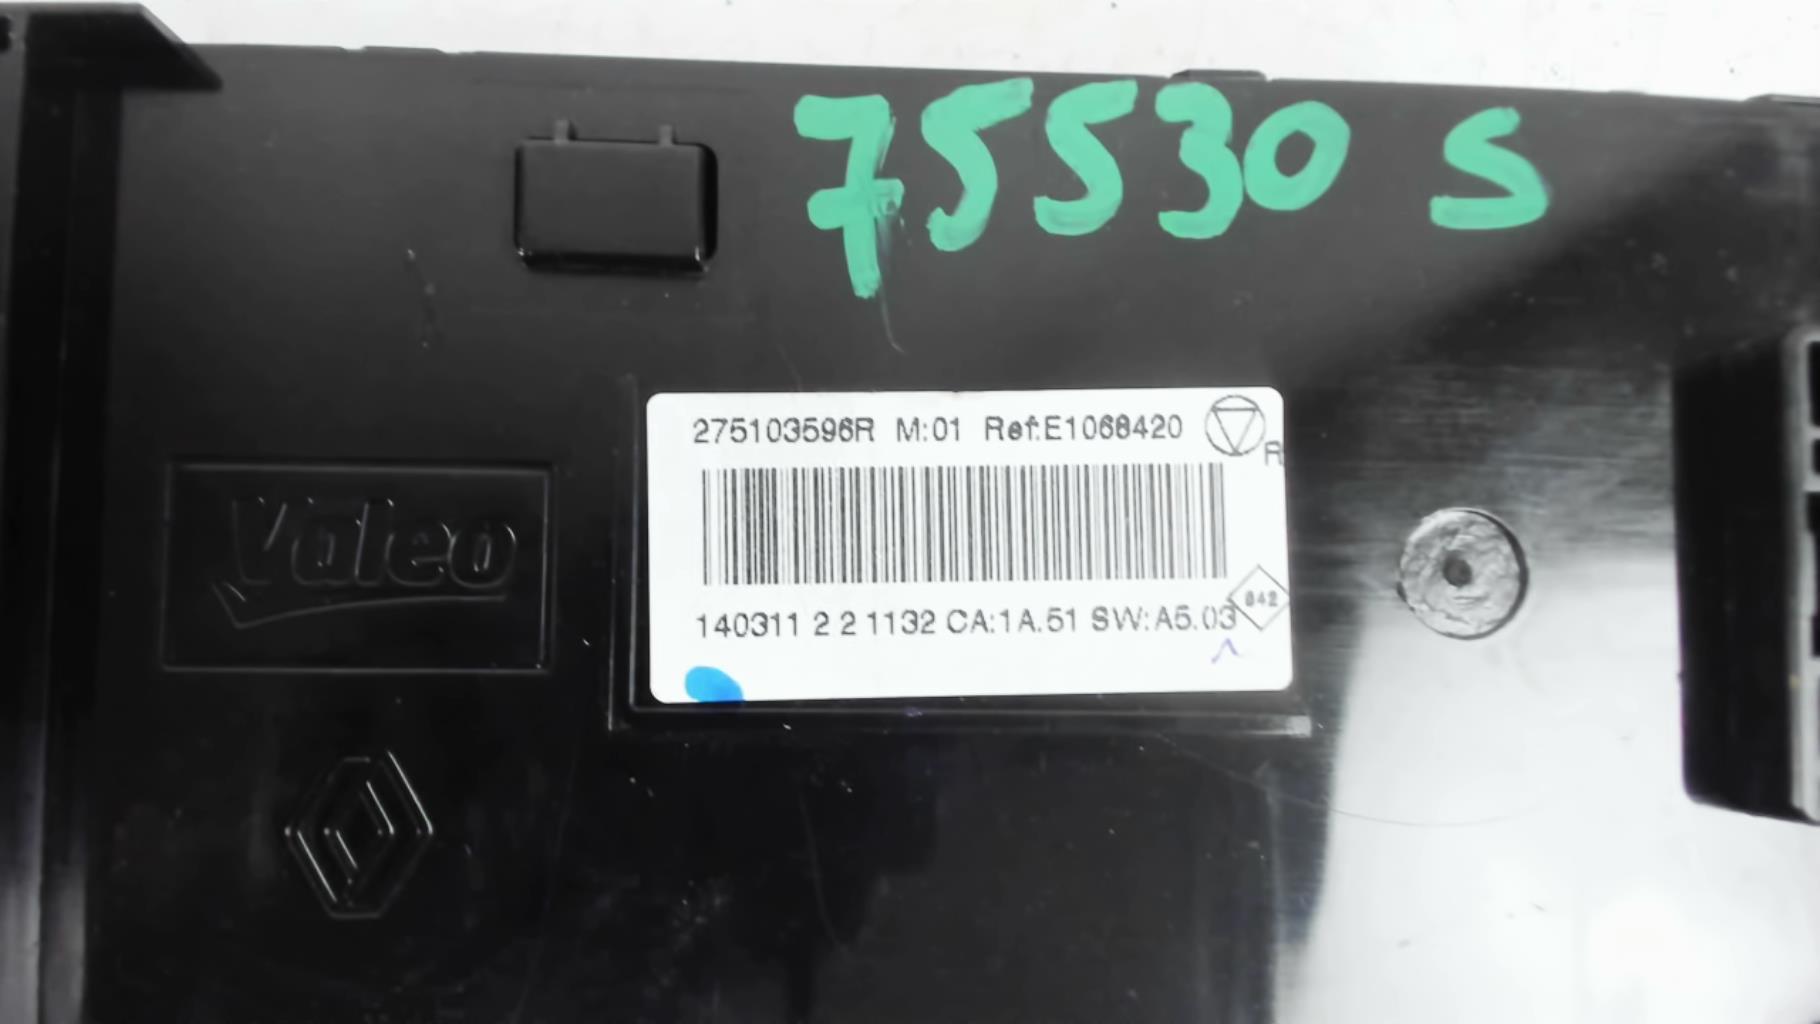 75530 S
275103596R M:01 Ref:E1068420
R
Valeo
140311 2 2 1132 CA:1A.51 SW:A5.03
842